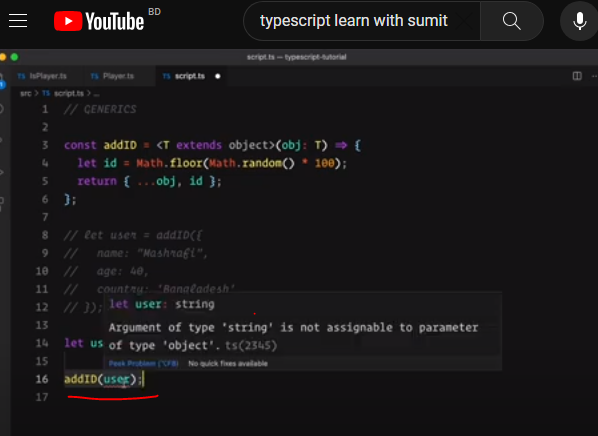 YouTube BD
typescript learn with sumit
script.ts — typescript-tutorial
TS IsPlayer.ts TS Player.ts TS script.ts
src > TS script.ts > ...
1 // GENERICS
2
3 const addID = <T extends object>(obj: T) => {
4 let id = Math.floor(Math.random() * 100);
5 return { ...obj, id };
6 };
7
8 // let user = addID({
9 // name: "Mashrafi",
10 // age: 40,
11 // country: 'Bangladesh'
12 // });
let user: string
Argument of type 'string' is not assignable to parameter
of type 'object'. ts(2345)
Peek Problem (⌥F8) No quick fixes available
13
14 let us
15
16 addID(user);
17